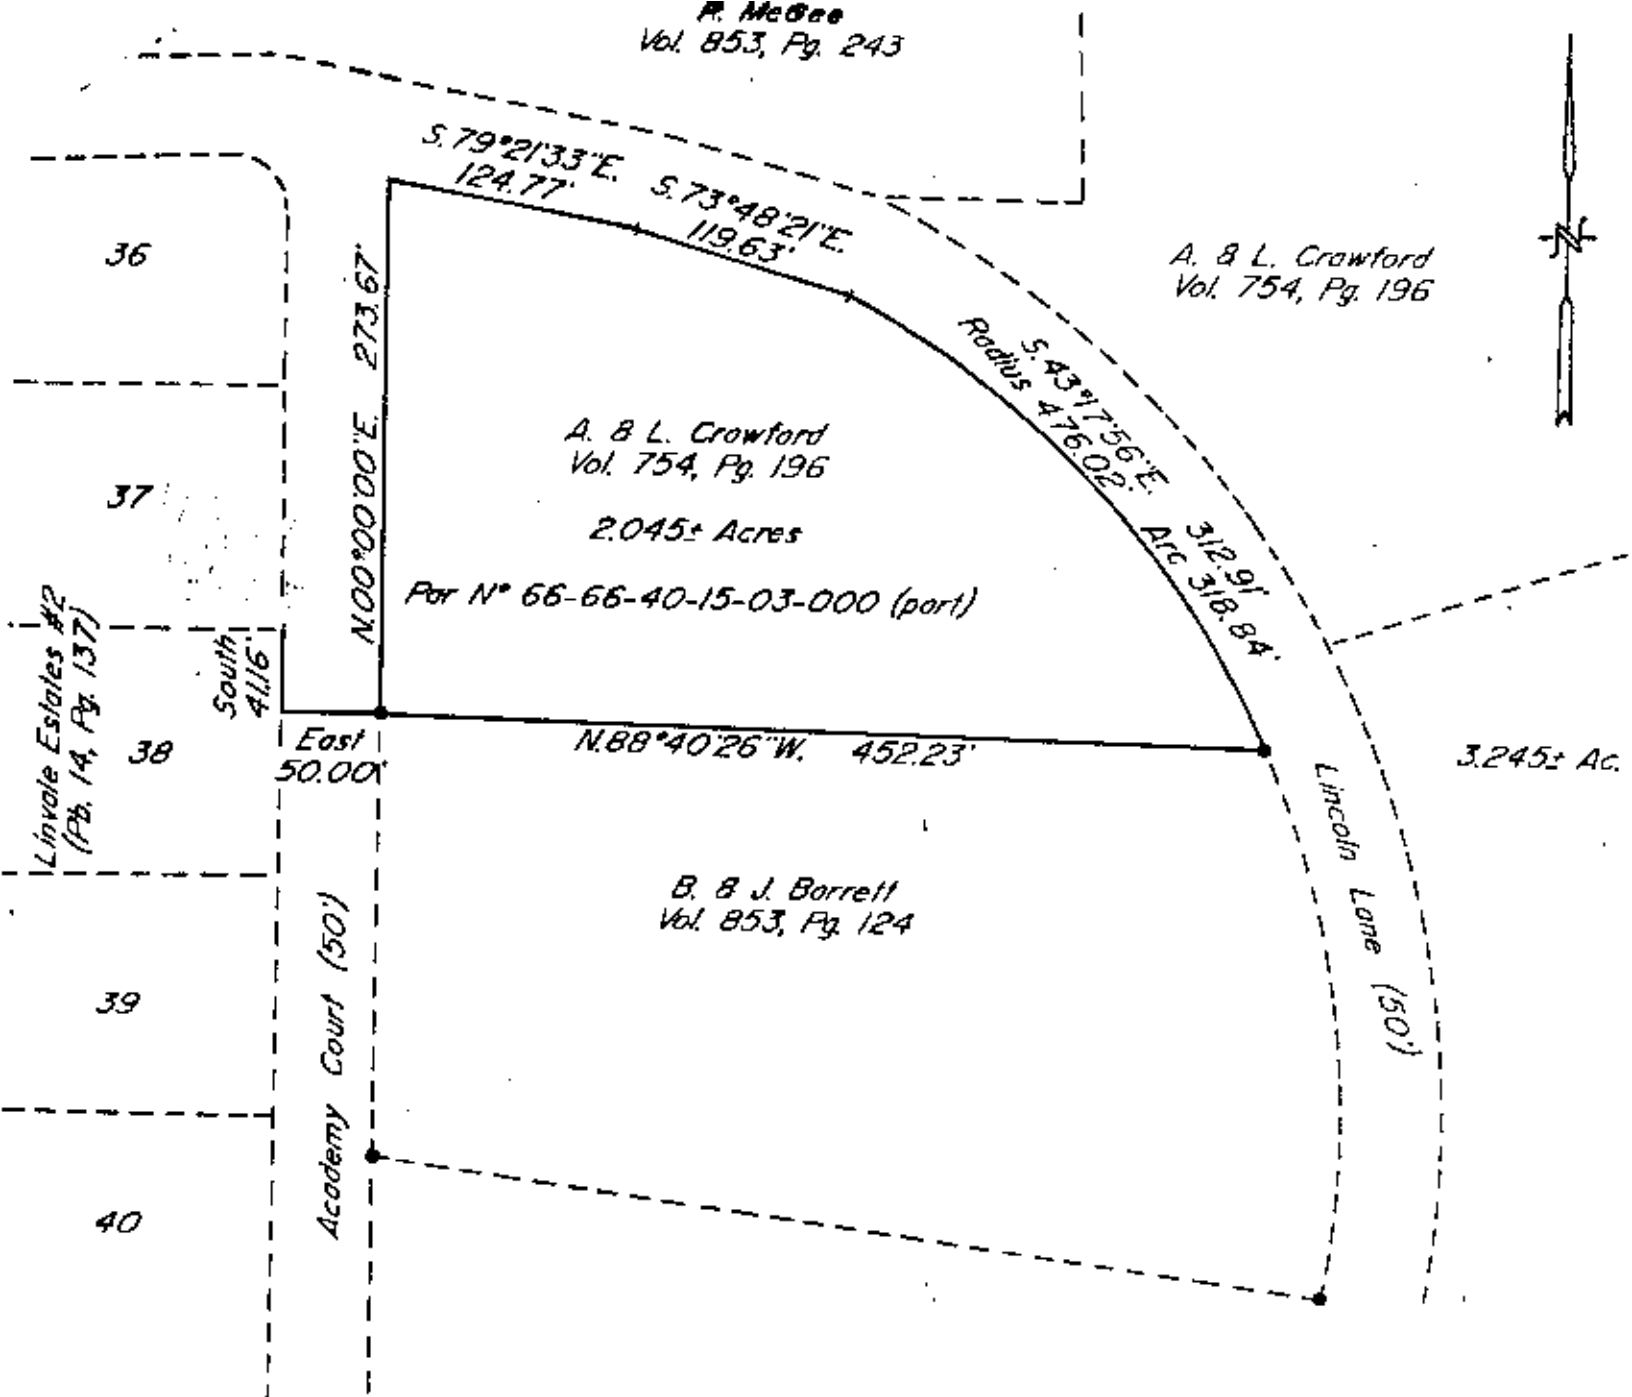 R. McGee
Vol. 853, Pg. 243
S.79°21'33"E.
124.77'
S.73°48'21"E.
119.63'
36
A. & L. Crawford
Vol. 754, Pg. 196
N
N.00°00'00"E. 273.67'
S.43°17'56"E. 312.91'
Radius 476.02' Arc 318.84'
A. & L. Crawford
Vol. 754, Pg. 196
37
2.045± Acres
Par N° 66-66-40-15-03-000 (part)
Linvale Estates #2
(Pb. 14, Pg. 137)
South
41.16'
38
East
50.00'
N.88°40'26"W. 452.23'
3.245± Ac.
Lincoln Lane (50')
B. & J. Barrett
Vol. 853, Pg. 124
Academy Court (50')
39
40